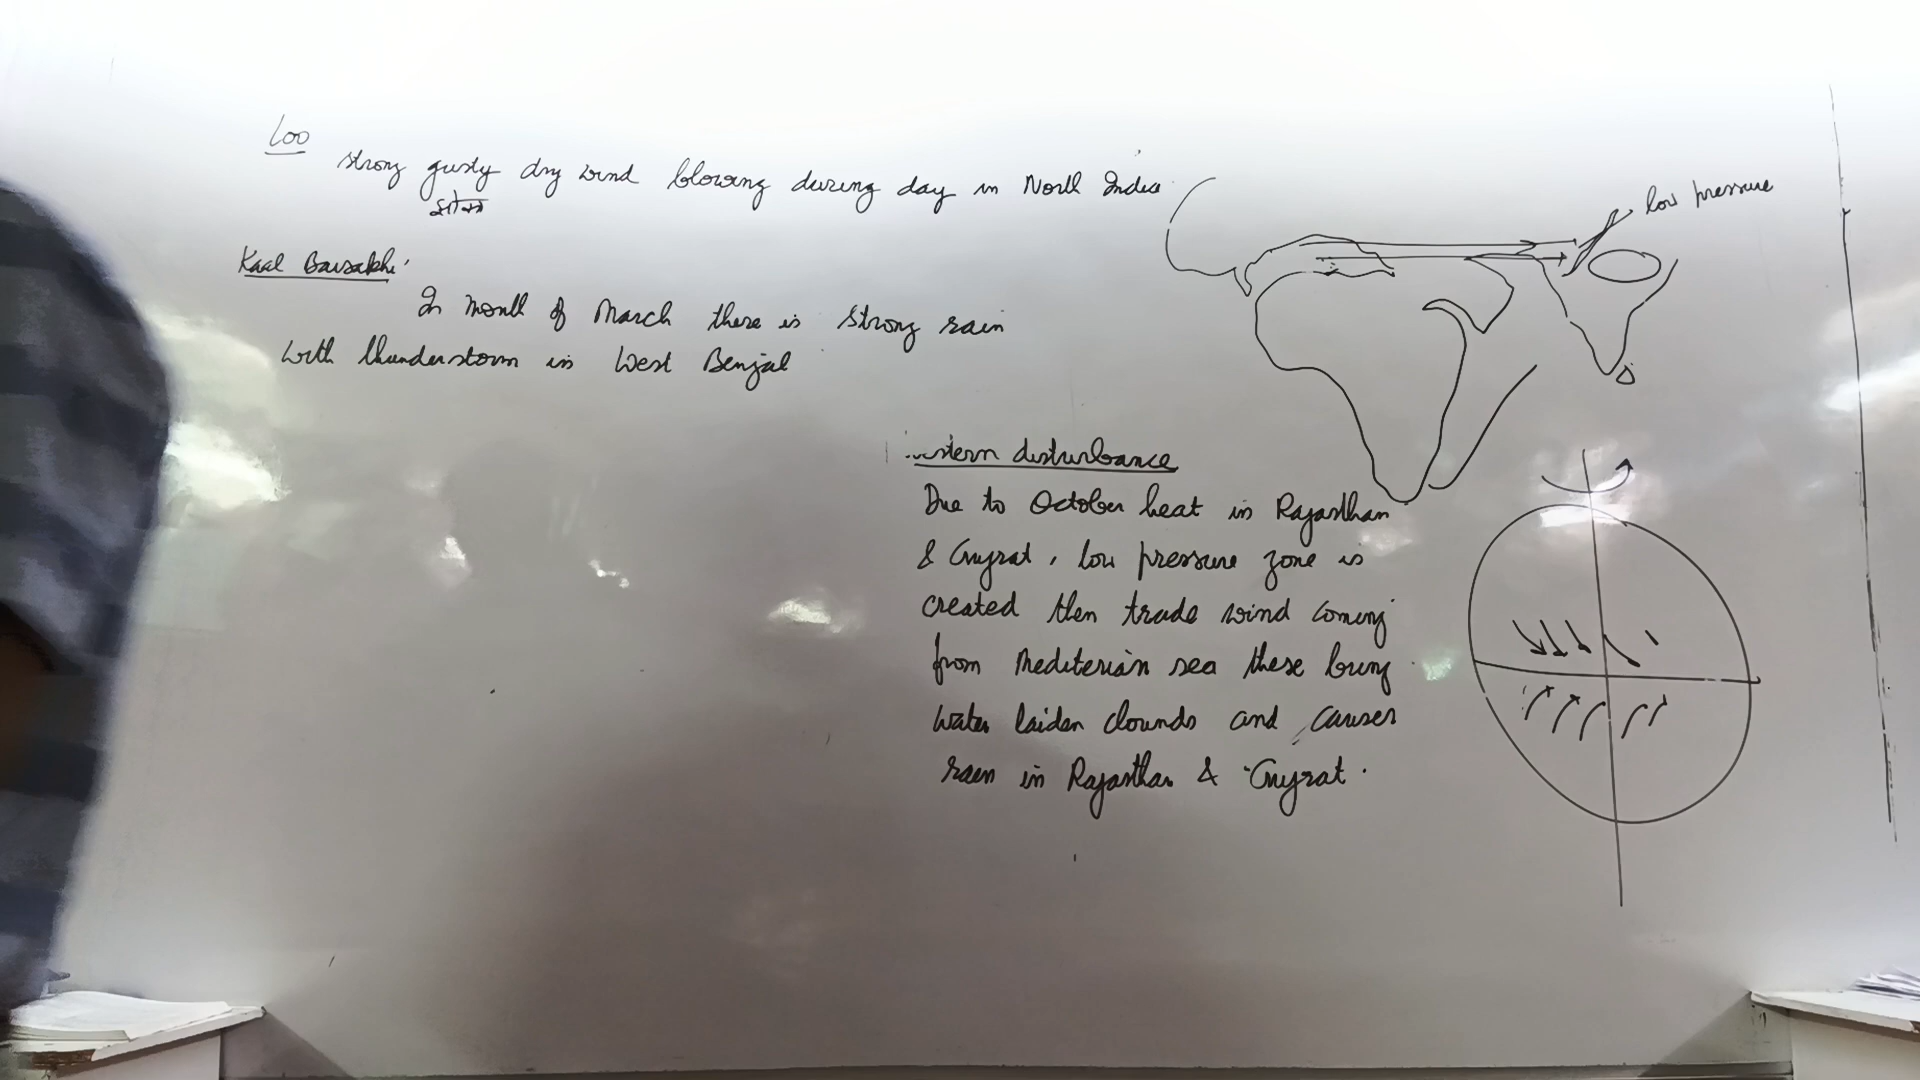 Loo
strong gusty dry wind blowing during day in North India
Kaal Baisakhi
In month of March there is strong rain
with thunderstorm in West Bengal
low pressure
disturbance
Due to October heat in Rajasthan
& Gujrat, low pressure zone is
created then trade wind coming
from Mediterian sea these bring
water laiden clounds and causes
rain in Rajasthan & Gujrat.